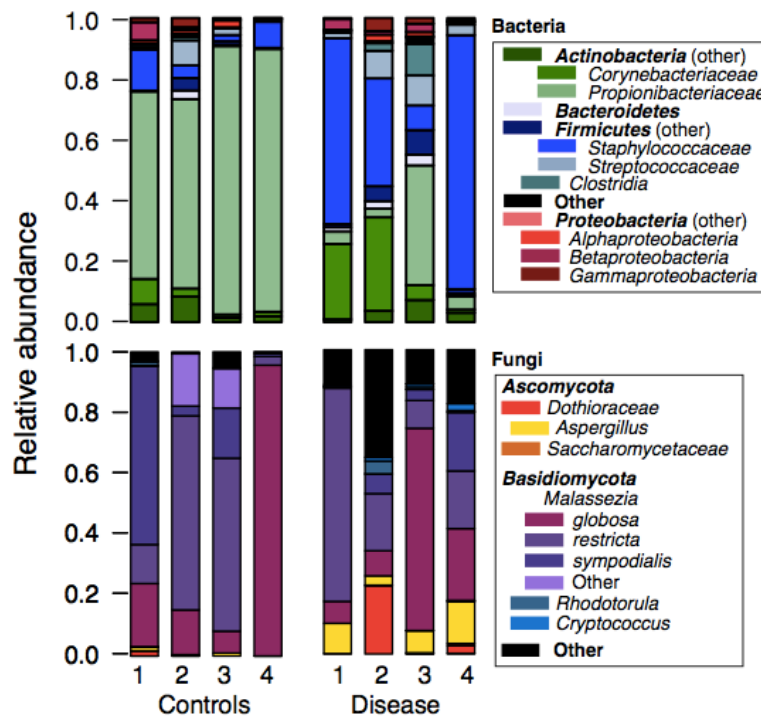 Relative abundance
1.0
0.8
0.6
0.4
0.2
0.0
Bacteria
Actinobacteria (other)
Corynebacteriaceae
Propionibacteriaceae
Bacteroidetes
Firmicutes (other)
Staphylococcaceae
Streptococcaceae
Clostridia
Other
Proteobacteria (other)
Alphaproteobacteria
Betaproteobacteria
Gammaproteobacteria
1.0
0.8
0.6
0.4
0.2
0.0
1 2 3 4
Controls
1 2 3 4
Disease
Fungi
Ascomycota
Dothioraceae
Aspergillus
Saccharomycetaceae
Basidiomycota
Malassezia
globosa
restricta
sympodialis
Other
Rhodotorula
Cryptococcus
Other